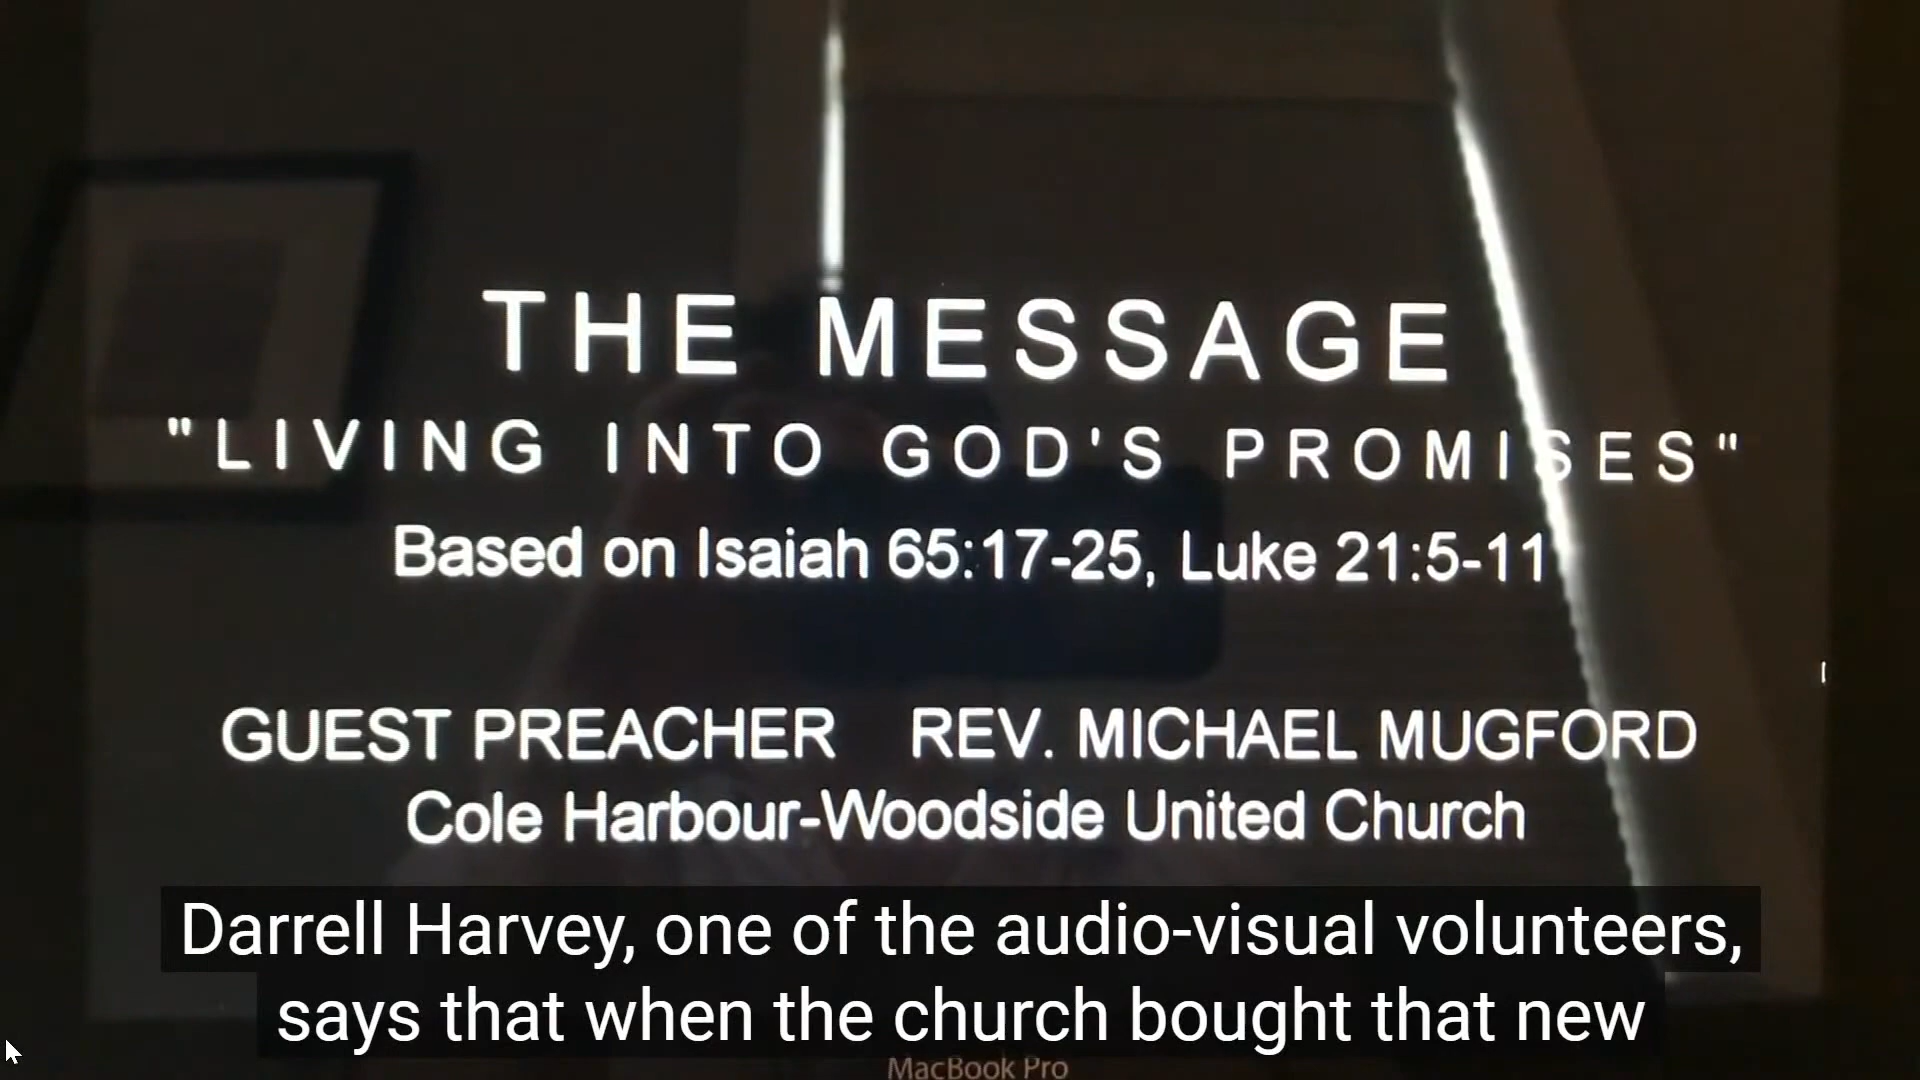 THE MESSAGE
"LIVING INTO GOD'S PROMISES"
Based on Isaiah 65:17-25, Luke 21:5-11
GUEST PREACHER REV. MICHAEL MUGFORD
Cole Harbour-Woodside United Church
Darrell Harvey, one of the audio-visual volunteers,
says that when the church bought that new
MacBook Pro